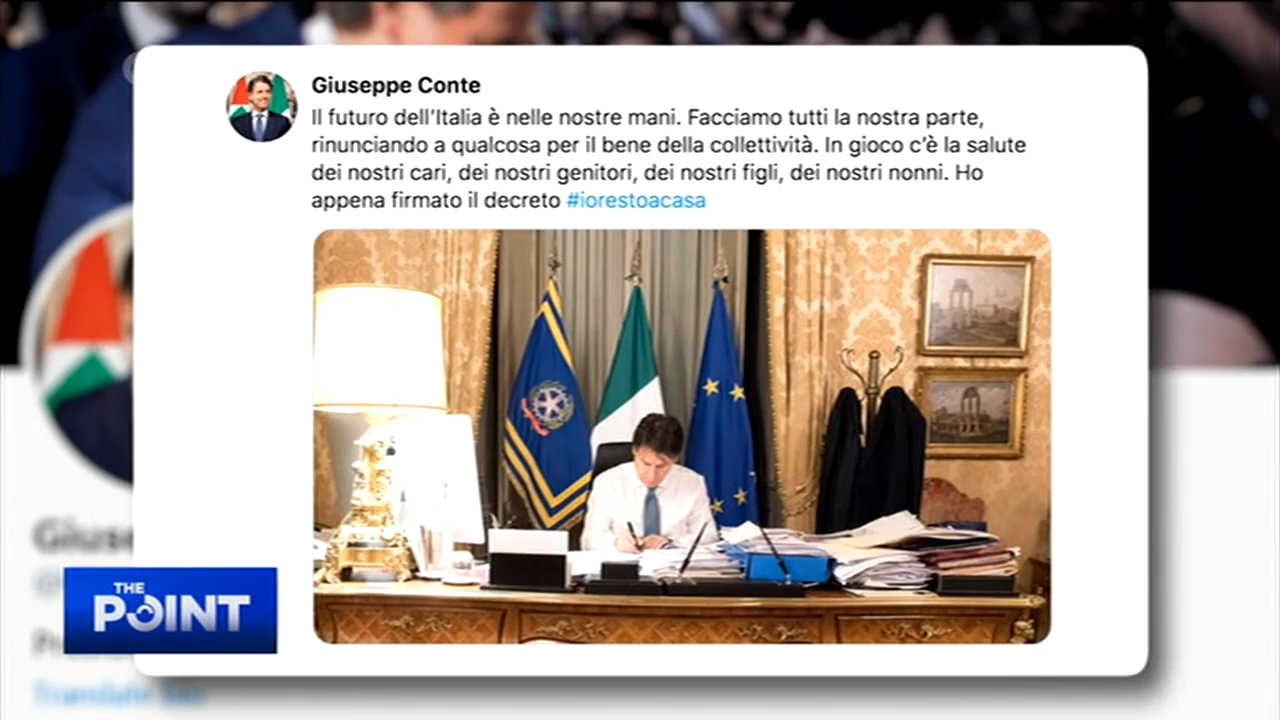 Giuseppe Conte
Il futuro dell'Italia è nelle nostre mani. Facciamo tutti la nostra parte,
rinunciando a qualcosa per il bene della collettività. In gioco c'è la salute
dei nostri cari, dei nostri genitori, dei nostri figli, dei nostri nonni. Ho
appena firmato il decreto #iorestoacasa
THE
POINT